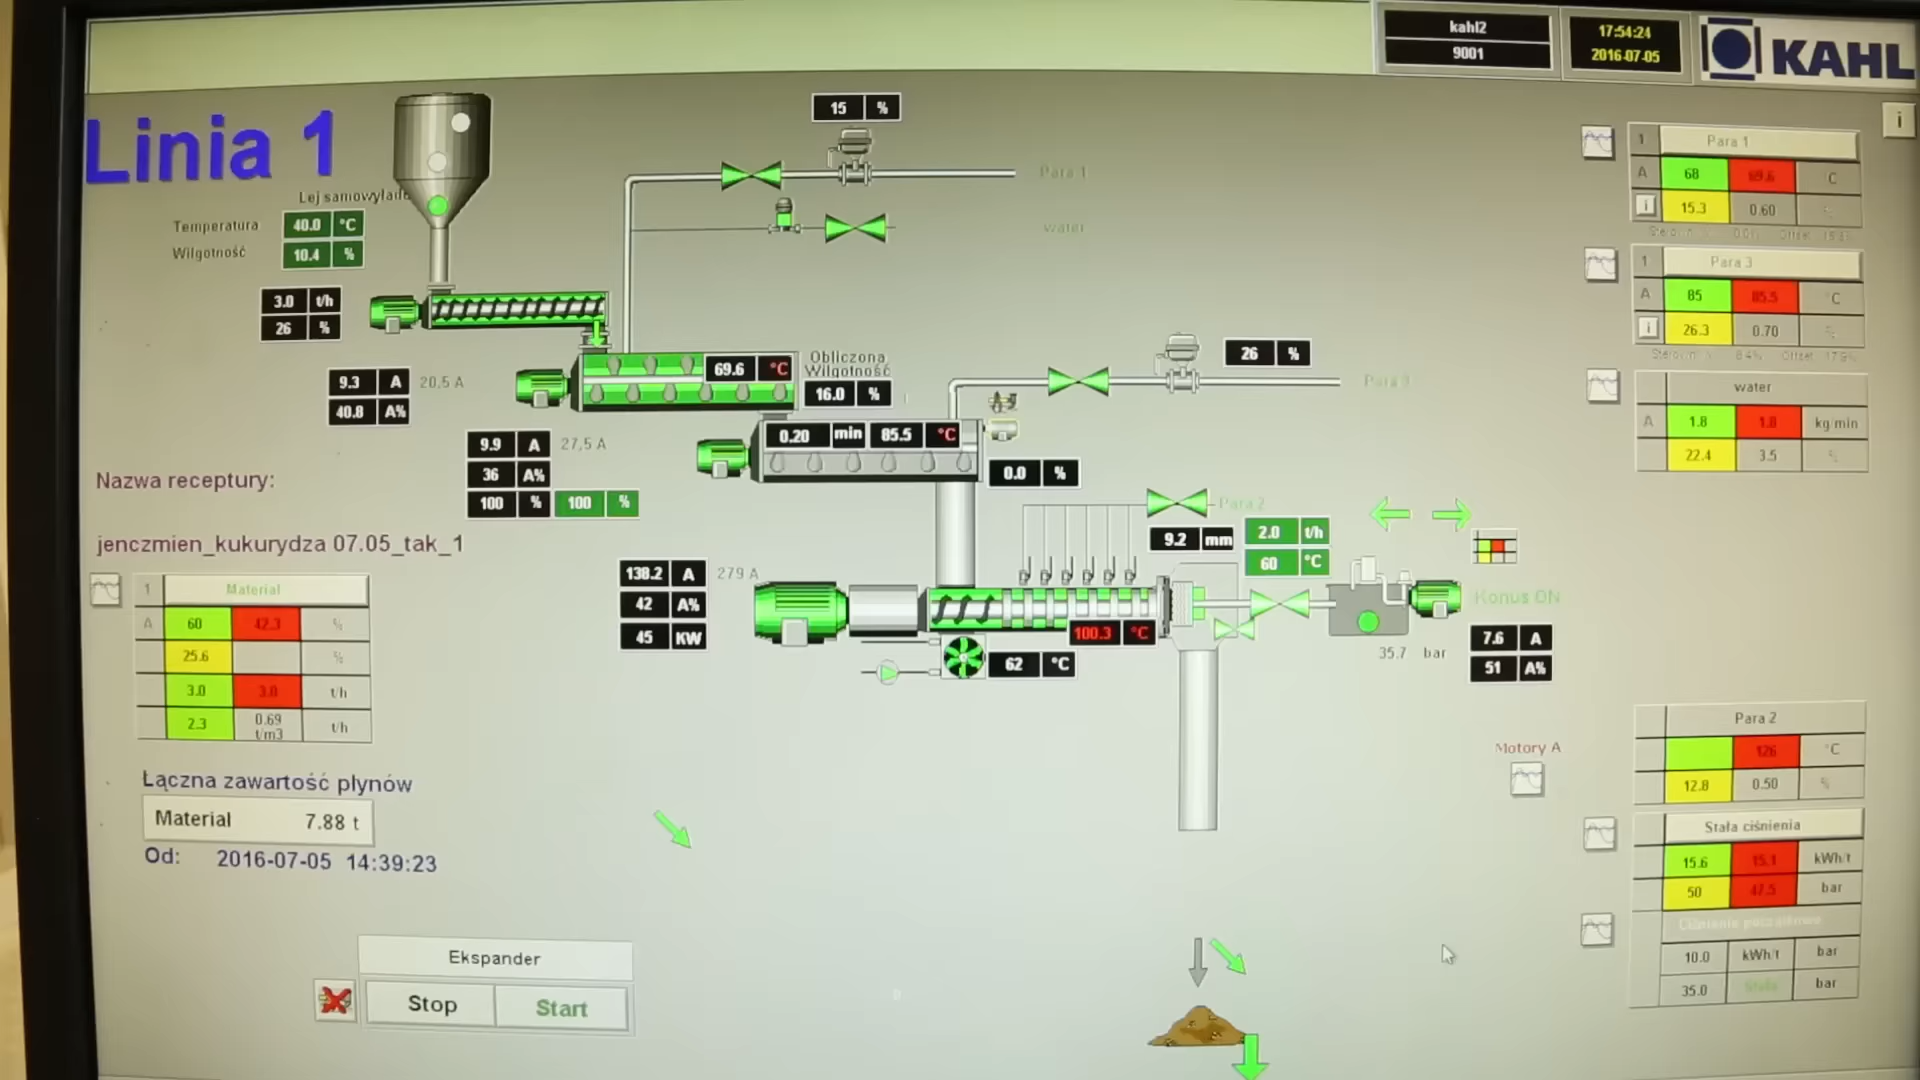 kahl2
9001
17:54:24
2016-07-05
KAHL
Linia 1
15 %
Para 1
water
Lej samowyład
Temperatura 40.0 °C
Wilgotność 10.4 %
3.0 t/h
26 %
9.3 A 20,5 A
40.8 A%
69.6 °C
Obliczona
Wilgotność
16.0 %
26 %
Para 3
9.9 A 27,5 A
36 A%
100 % 100 %
0.20 min 85.5 °C
0.0 %
Para 2
9.2 mm
2.0 t/h
60 °C
138.2 A 279 A
42 A%
45 KW
100.3 °C
62 °C
Konus ON
35.7 bar
7.6 A
51 A%
Nazwa receptury:
jenczmien_kukurydza 07.05_tak_1
1 Material
A 60 42.3 %
25.6 %
3.0 3.0 t/h
2.3 0.69 t/m3 t/h
Łączna zawartość plynów
Material 7.88 t
Od: 2016-07-05 14:39:23
Ekspander
Stop Start
i
1 Para 1
A 68 69.6 C
i 15.3 0.60 %
1 Para 3
A 85 85.5 C
i 26.3 0.70 %
water
A 1.8 1.8 kg/min
22.4 3.5 %
Motory A
Para 2
126 °C
12.8 0.50 %
Stała ciśnienia
15.6 15.1 kWh/t
50 47.5 bar
10.0 kWh/t bar
35.0 bar